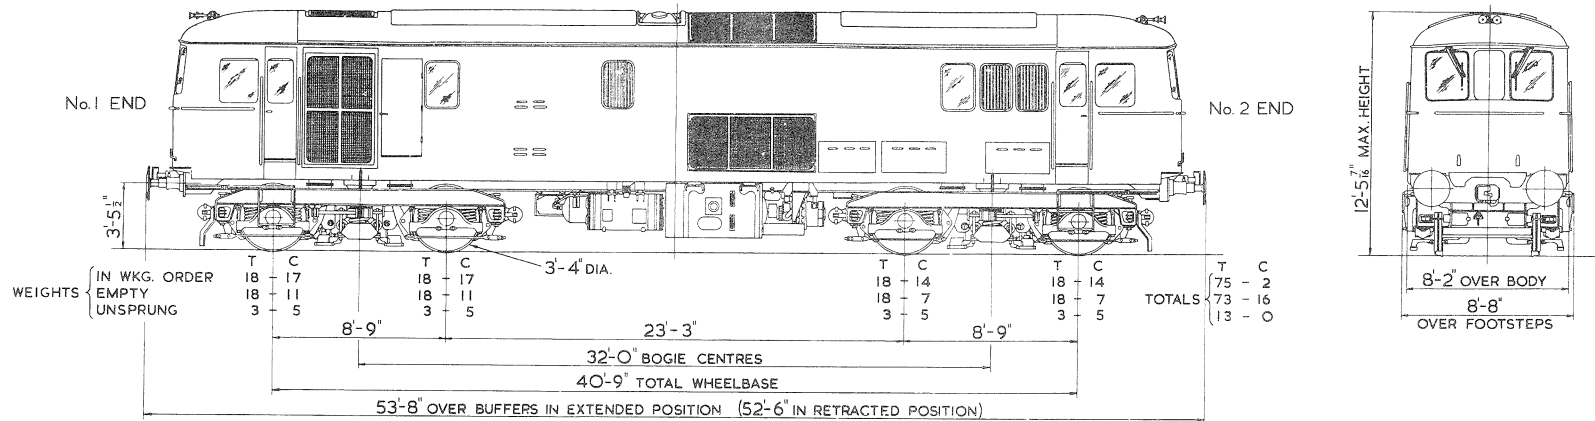 No. 1 END
No. 2 END
12'-5 7/16" MAX. HEIGHT
3'-5 1/2"
3'-4" DIA.
T C T C T C T C T C
WEIGHTS { IN WKG. ORDER 18 - 17 18 - 17 18 - 14 18 - 14 75 - 2
EMPTY 18 - 11 18 - 11 18 - 7 18 - 7 TOTALS { 73 - 16
UNSPRUNG 3 - 5 3 - 5 3 - 5 3 - 5 13 - 0
8'-2" OVER BODY
8'-8"
OVER FOOTSTEPS
8'-9" 23'-3" 8'-9"
32'-0" BOGIE CENTRES
40'-9" TOTAL WHEELBASE
53'-8" OVER BUFFERS IN EXTENDED POSITION (52'-6" IN RETRACTED POSITION)